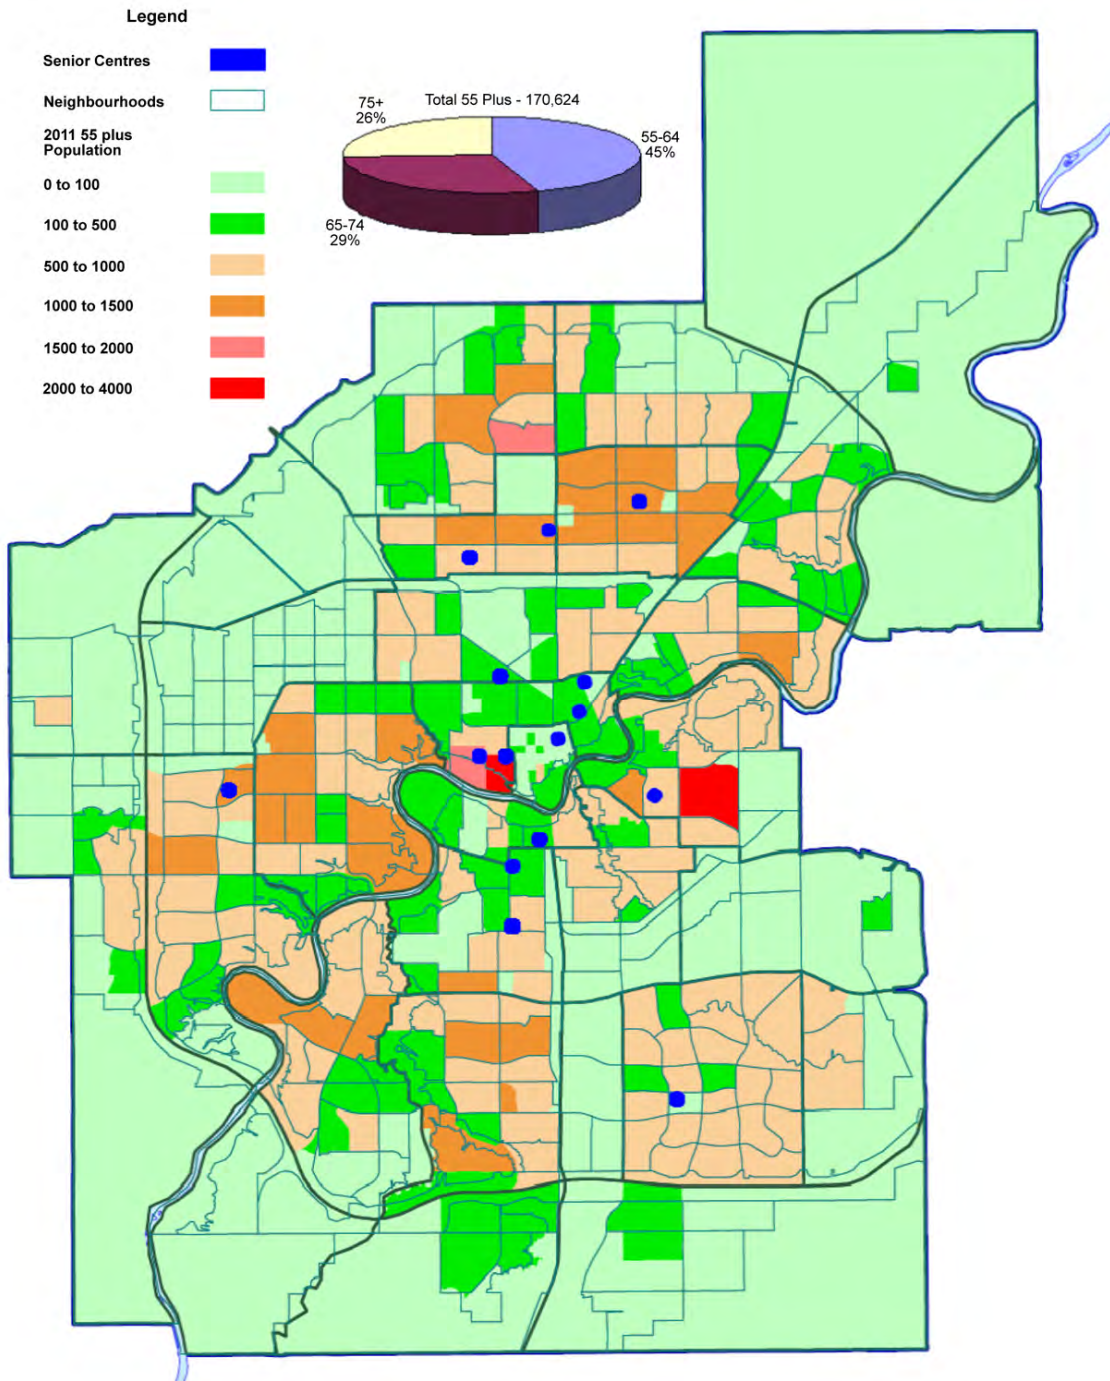 Legend
Senior Centres
Neighbourhoods
2011 55 plus
Population
0 to 100
100 to 500
500 to 1000
1000 to 1500
1500 to 2000
2000 to 4000
Total 55 Plus - 170,624
75+
26%
55-64
45%
65-74
29%